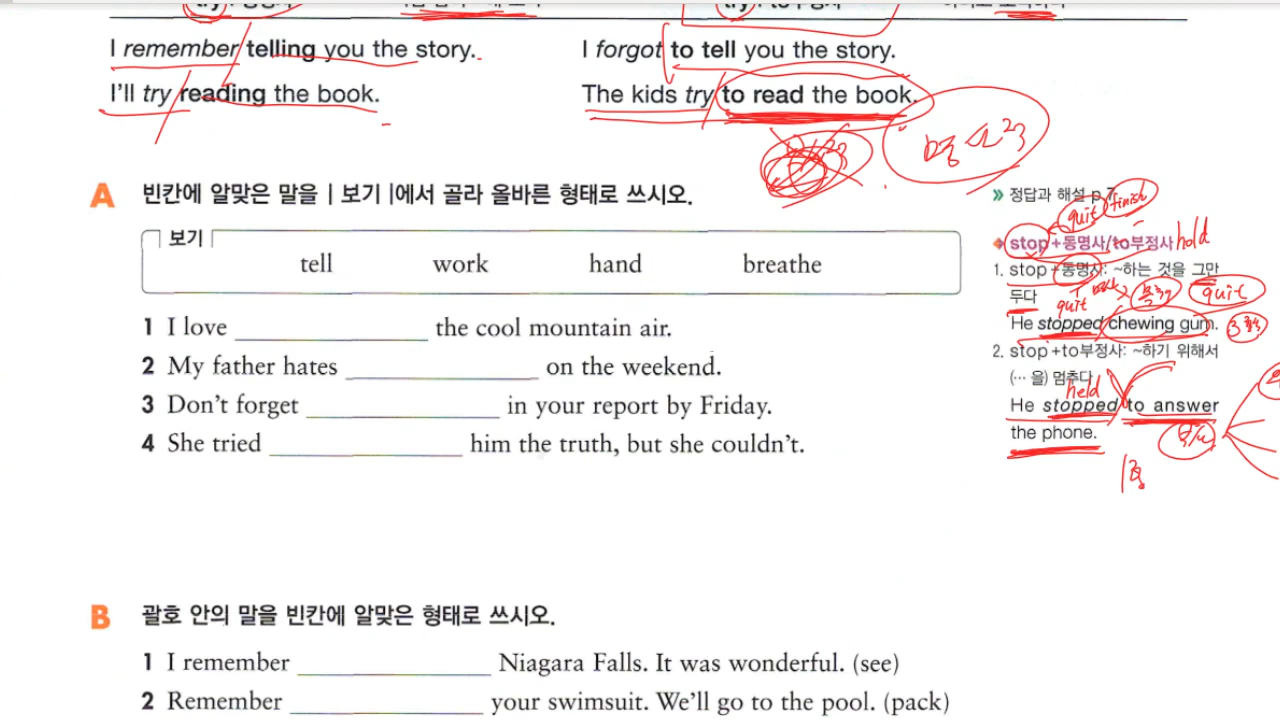 I remember telling you the story.
I forgot to tell you the story.
I'll try reading the book.
The kids try to read the book.
A 빈칸에 알맞은 말을 | 보기 |에서 골라 올바른 형태로 쓰시오.
보기
tell work hand breathe
1 I love ____ the cool mountain air.
2 My father hates ____ on the weekend.
3 Don't forget ____ in your report by Friday.
4 She tried ____ him the truth, but she couldn't.
» 정답과 해설 p.7
quit finish
stop+동명사/to부정사 hold
1. stop+동명사: ~하는 것을 그만
두다
quit
quit
He stopped chewing gum.
2. stop+to부정사: ~하기 위해서
(… 을) 멈추다
held
He stopped to answer
the phone.
B 괄호 안의 말을 빈칸에 알맞은 형태로 쓰시오.
1 I remember ____ Niagara Falls. It was wonderful. (see)
2 Remember ____ your swimsuit. We'll go to the pool. (pack)